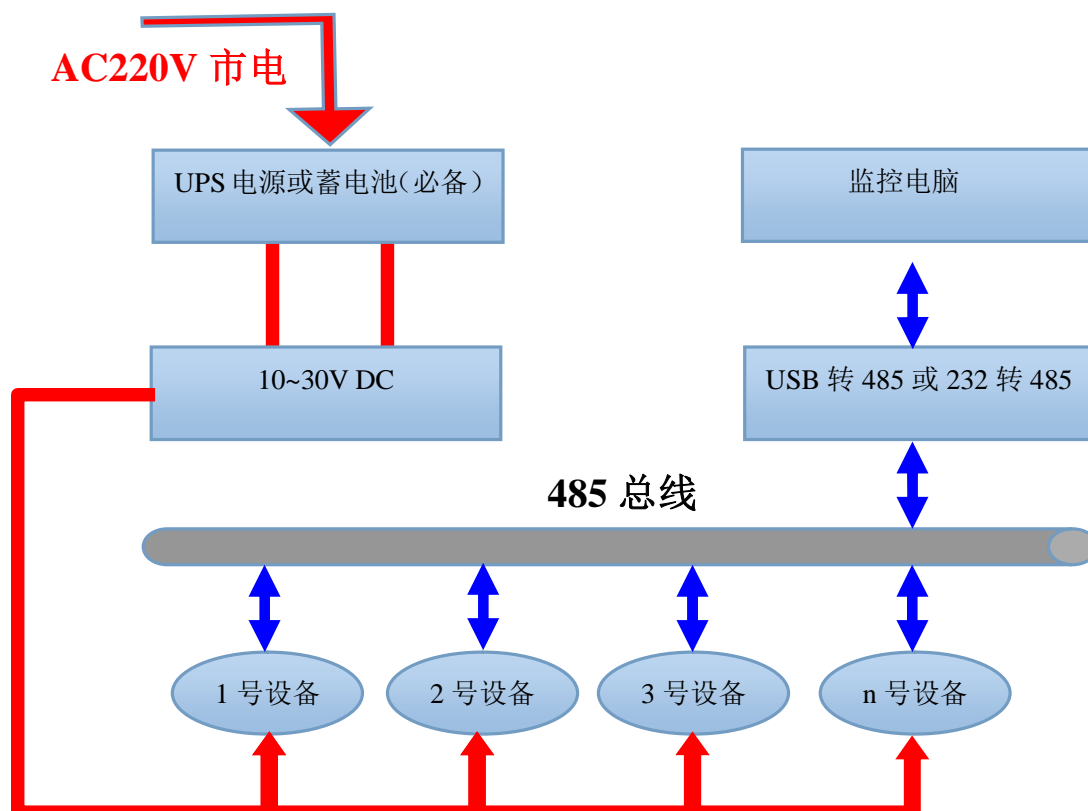 AC220V 市电
UPS 电源或蓄电池（必备）
监控电脑
10~30V DC
USB 转 485 或 232 转 485
485 总线
1 号设备
2 号设备
3 号设备
n 号设备